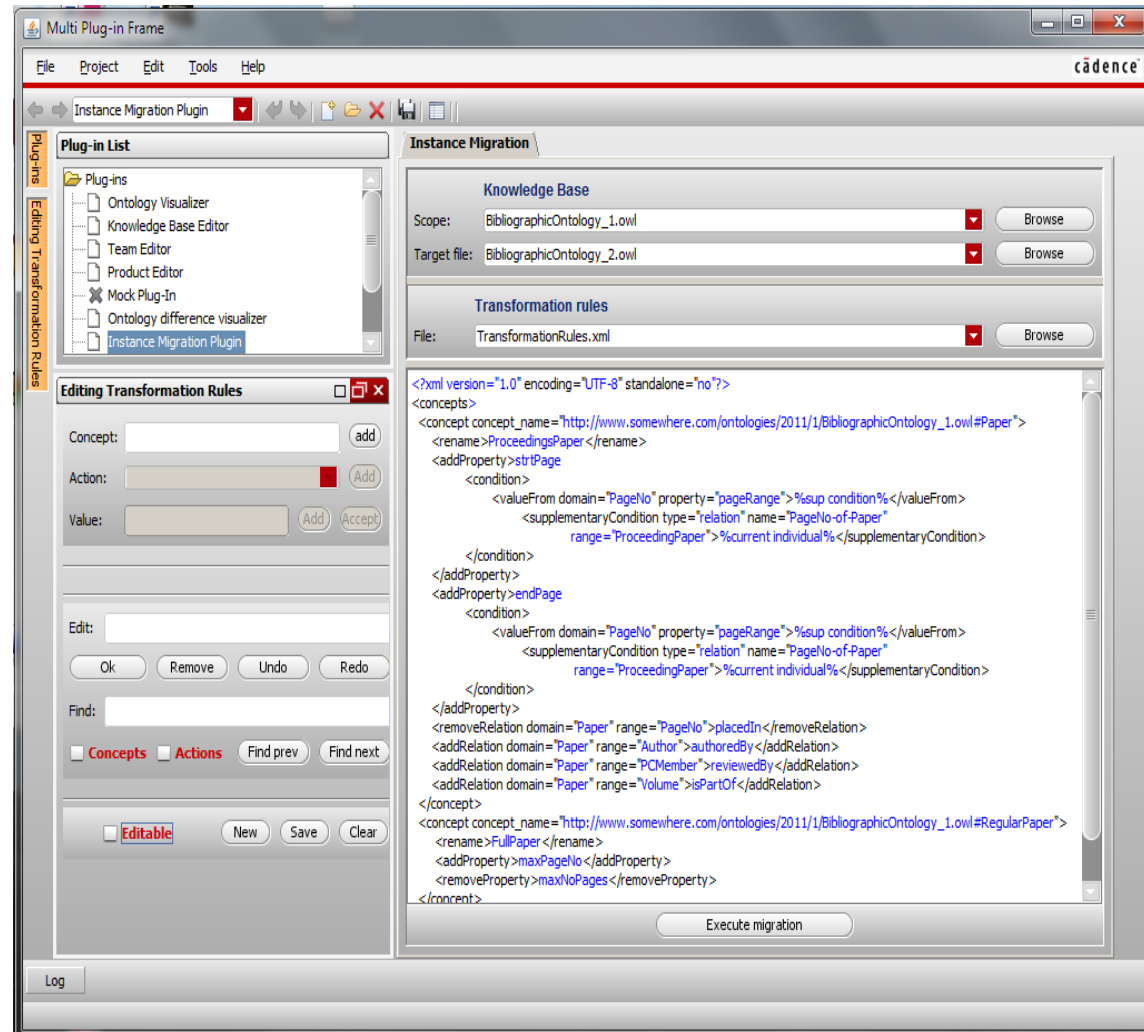 Multi Plug-in Frame
File Project Edit Tools Help
cādence
Instance Migration Plugin
Plug-ins
Editing Transformation Rules
Plug-in List
Plug-ins
Ontology Visualizer
Knowledge Base Editor
Team Editor
Product Editor
Mock Plug-In
Ontology difference visualizer
Instance Migration Plugin
Editing Transformation Rules
Concept: add
Action: Add
Value: Add Accept
Edit:
Ok Remove Undo Redo
Find:
Concepts Actions Find prev Find next
Editable New Save Clear
Instance Migration
Knowledge Base
Scope: BibliographicOntology_1.owl Browse
Target file: BibliographicOntology_2.owl Browse
Transformation rules
File: TransformationRules.xml Browse
<?xml version="1.0" encoding="UTF-8" standalone="no"?>
<concepts>
<concept concept_name="http://www.somewhere.com/ontologies/2011/1/BibliographicOntology_1.owl#Paper">
<rename>ProceedingsPaper</rename>
<addProperty>strtPage
<condition>
<valueFrom domain="PageNo" property="pageRange">%sup condition%</valueFrom>
<supplementaryCondition type="relation" name="PageNo-of-Paper"
range="ProceedingPaper">%current individual%</supplementaryCondition>
</condition>
</addProperty>
<addProperty>endPage
<condition>
<valueFrom domain="PageNo" property="pageRange">%sup condition%</valueFrom>
<supplementaryCondition type="relation" name="PageNo-of-Paper"
range="ProceedingPaper">%current individual%</supplementaryCondition>
</condition>
</addProperty>
<removeRelation domain="Paper" range="PageNo">placedIn</removeRelation>
<addRelation domain="Paper" range="Author">authoredBy</addRelation>
<addRelation domain="Paper" range="PCMember">reviewedBy</addRelation>
<addRelation domain="Paper" range="Volume">isPartOf</addRelation>
</concept>
<concept concept_name="http://www.somewhere.com/ontologies/2011/1/BibliographicOntology_1.owl#RegularPaper">
<rename>FullPaper</rename>
<addProperty>maxPageNo</addProperty>
<removeProperty>maxNoPages</removeProperty>
</concept>
Execute migration
Log